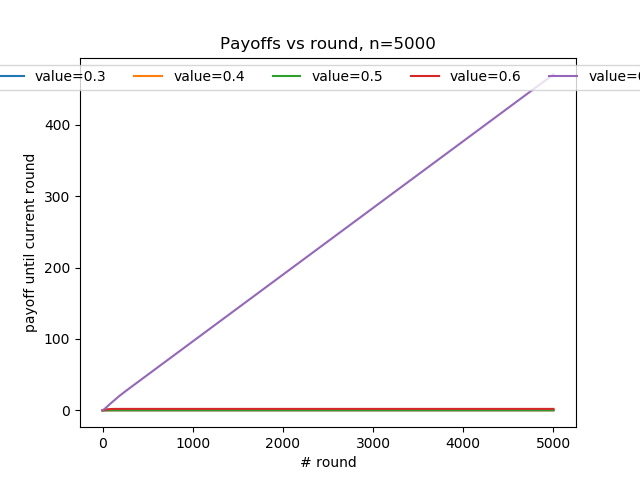 Payoffs vs round, n=5000
value=0.3 value=0.4 value=0.5 value=0.6
400
300
200
100
0
payoff until current round
0 1000 2000 3000 4000 5000
# round